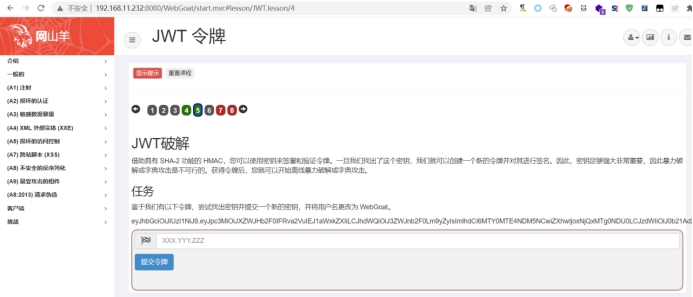 不安全 | 192.168.11.232:8080/WebGoat/start.mvc#lesson/JWT.lesson/4
网山羊
JWT 令牌
介绍
一般的
(A1) 注射
(A2) 损坏的认证
(A3) 敏感数据暴露
(A4) XML 外部实体 (XXE)
(A5) 损坏的访问控制
(A7) 跨站脚本 (XSS)
(A8) 不安全的反序列化
(A9) 易受攻击的组件
(A8:2013) 请求伪造
客户端
挑战
显示提示 重置课程
1 2 3 4 5 6 7 8
JWT破解
借助具有 SHA-2 功能的 HMAC，您可以使用密钥来签署和验证令牌。一旦我们找出了这个密钥，我们就可以创建一个新的令牌并对其进行签名。因此，密钥足够强大非常重要，因此暴力破
解或字典攻击是不可行的。获得令牌后，您就可以开始离线暴力破解或字典攻击。
任务
鉴于我们有以下令牌，尝试找出密钥并提交一个新的密钥，并将用户名更改为 WebGoat。
XXX.YYY.ZZZ
提交令牌